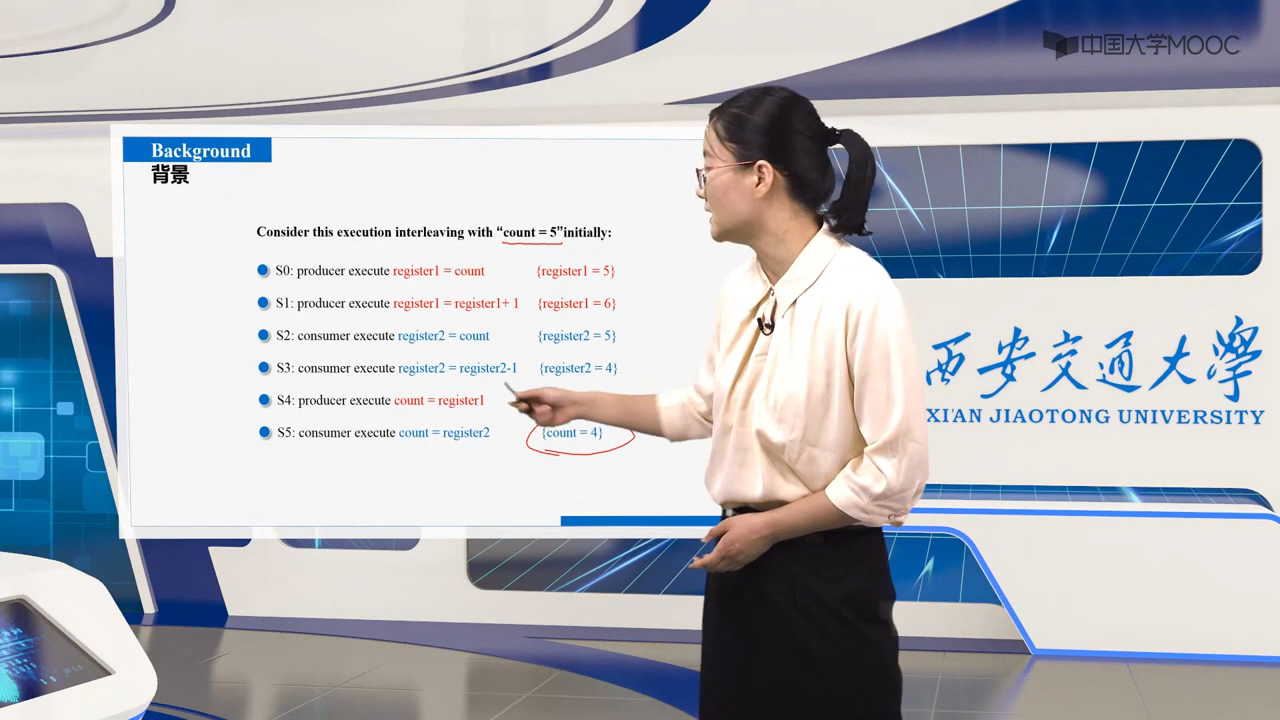 中国大学MOOC
Background
背景
Consider this execution interleaving with “count = 5”initially:
S0: producer execute register1 = count {register1 = 5}
S1: producer execute register1 = register1+ 1 {register1 = 6}
S2: consumer execute register2 = count {register2 = 5}
S3: consumer execute register2 = register2-1 {register2 = 4}
S4: producer execute count = register1
S5: consumer execute count = register2 {count = 4}
西安交通大学
XI'AN JIAOTONG UNIVERSITY